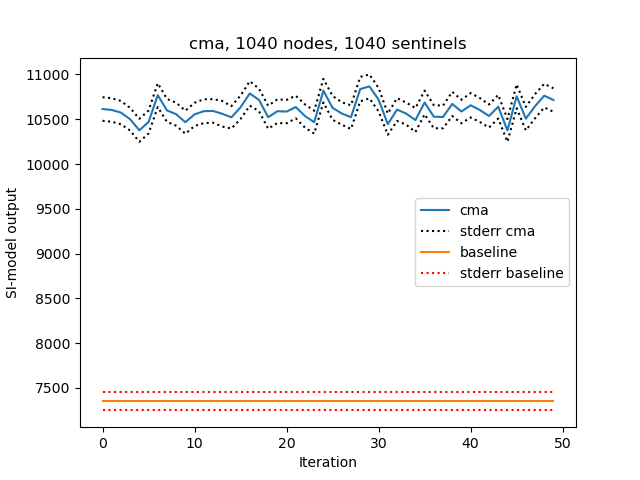 cma, 1040 nodes, 1040 sentinels
SI-model output
11000
10500
10000
9500
9000
8500
8000
7500
cma
stderr cma
baseline
stderr baseline
0
10
20
30
40
50
Iteration